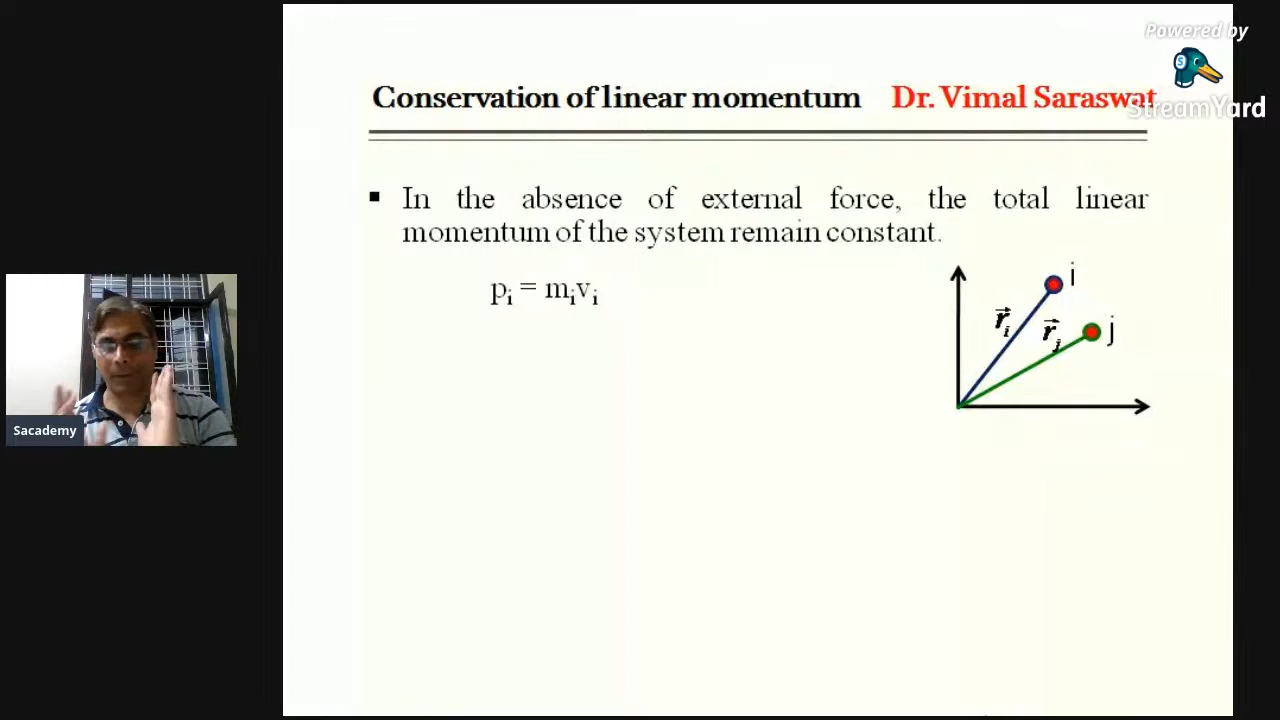 Powered by
StreamYard
Conservation of linear momentum Dr. Vimal Saraswat
▪ In the absence of external force, the total linear
momentum of the system remain constant.
pᵢ = mᵢvᵢ
i
r⃗ᵢ
r⃗ⱼ
j
Sacademy